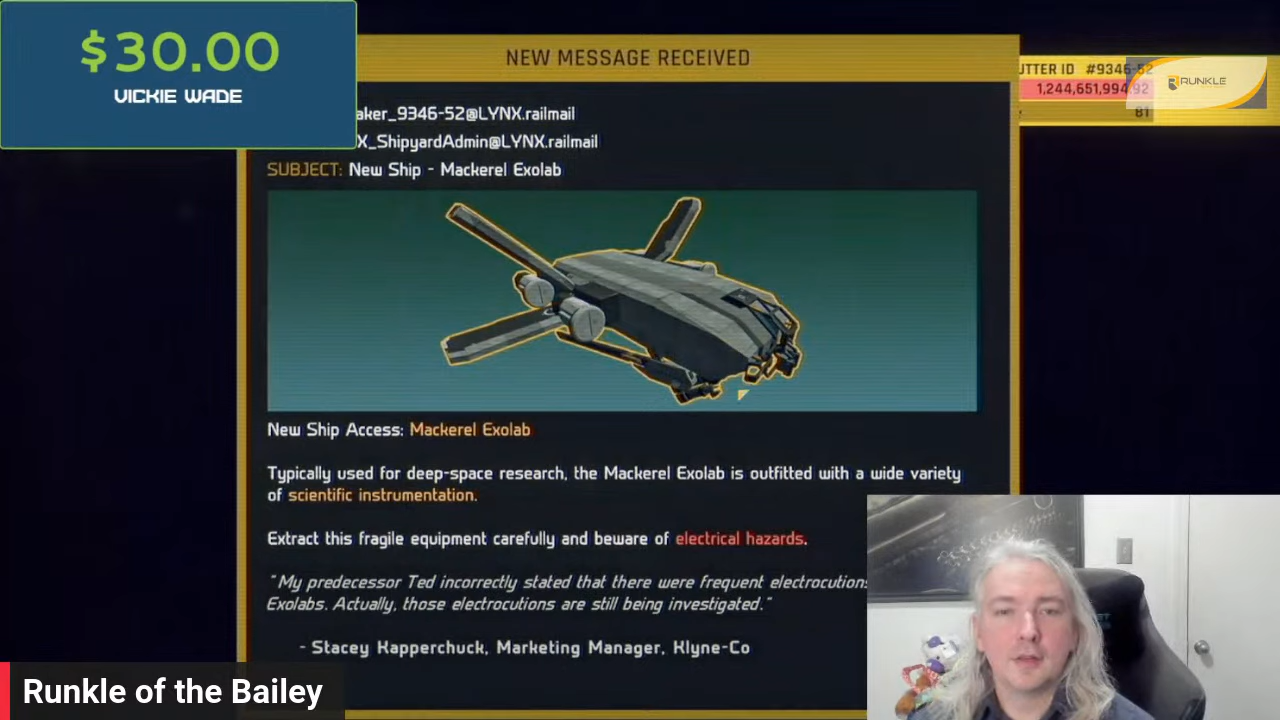 $30.00
VICKIE WADE
NEW MESSAGE RECEIVED
UTTER ID #9346-52
1,244,651,994.92
81
RUNKLE
aker_9346-52@LYNX.railmail
X_ShipyardAdmin@LYNX.railmail
SUBJECT: New Ship - Mackerel Exolab
New Ship Access: Mackerel Exolab
Typically used for deep-space research, the Mackerel Exolab is outfitted with a wide variety
of scientific instrumentation.
Extract this fragile equipment carefully and beware of electrical hazards.
"My predecessor Ted incorrectly stated that there were frequent electrocutions
Exolabs. Actually, those electrocutions are still being investigated."
- Stacey Kapperchuck, Marketing Manager, Klyne-Co
Runkle of the Bailey